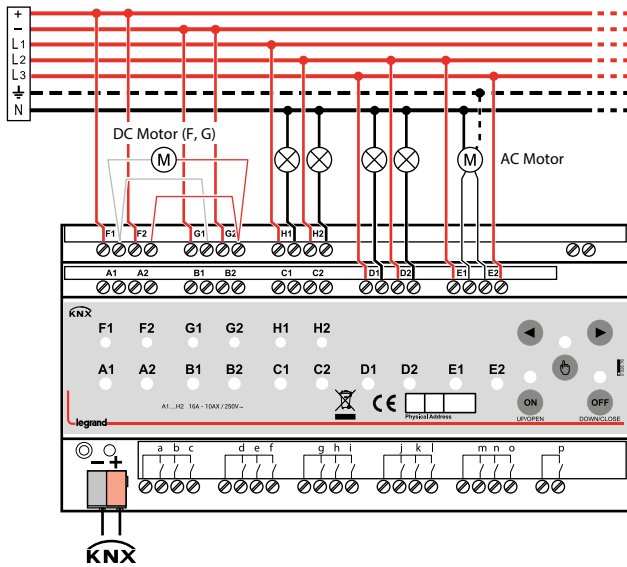 +
−
L1
L2
L3
N
DC Motor (F, G)
M
M
AC Motor
F1 F2 G1 G2 H1 H2
A1 A2 B1 B2 C1 C2 D1 D2 E1 E2
KNX
F1 F2 G1 G2 H1 H2
A1 A2 B1 B2 C1 C2 D1 D2 E1 E2
A1....H2 16A - 10AX / 250V~
CE
Physical Address
ON OFF
UP/OPEN DOWN/CLOSE
legrand
a b c d e f g h i j k l m n o p
− +
KNX